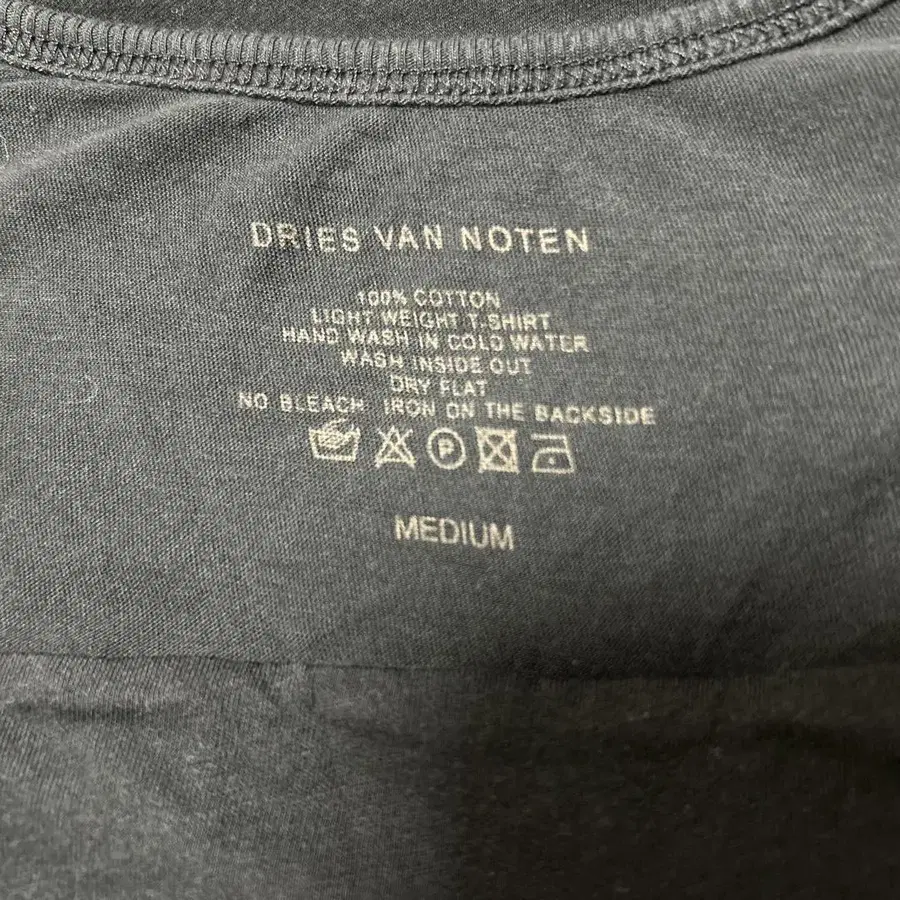 DRIES VAN NOTEN
100% COTTON
LIGHT WEIGHT T-SHIRT
HAND WASH IN COLD WATER
WASH INSIDE OUT
DRY FLAT
NO BLEACH IRON ON THE BACKSIDE
P
MEDIUM